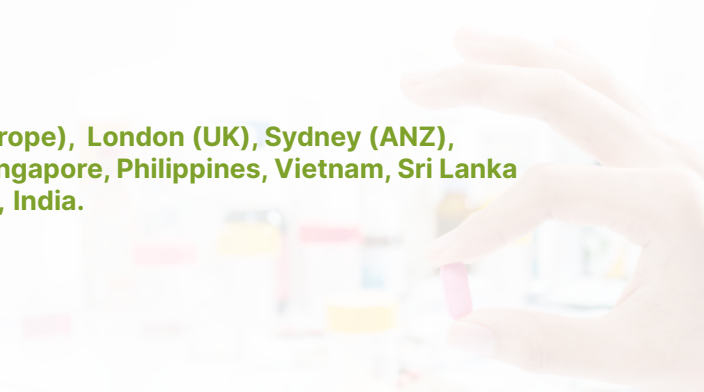 rope), London (UK), Sydney (ANZ),
ngapore, Philippines, Vietnam, Sri Lanka
, India.